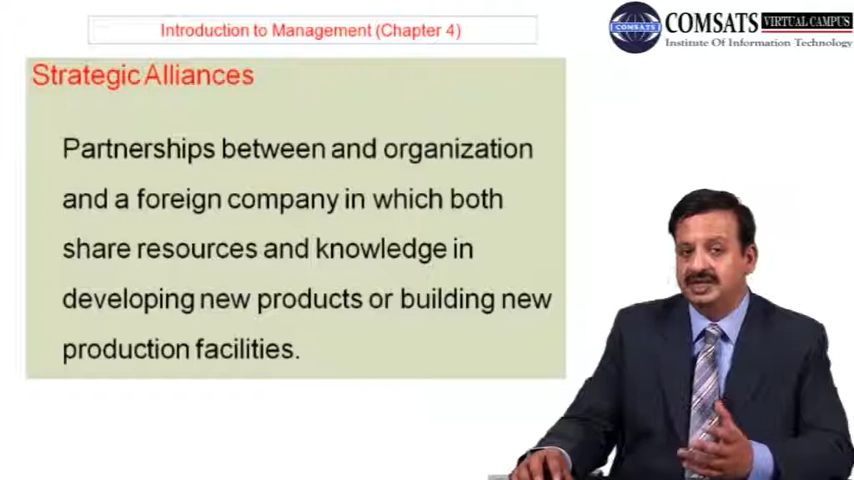 Introduction to Management (Chapter 4)
COMSATS VIRTUAL CAMPUS
Institute Of Information Technology
COMSATS
Strategic Alliances
Partnerships between and organization
and a foreign company in which both
share resources and knowledge in
developing new products or building new
production facilities.